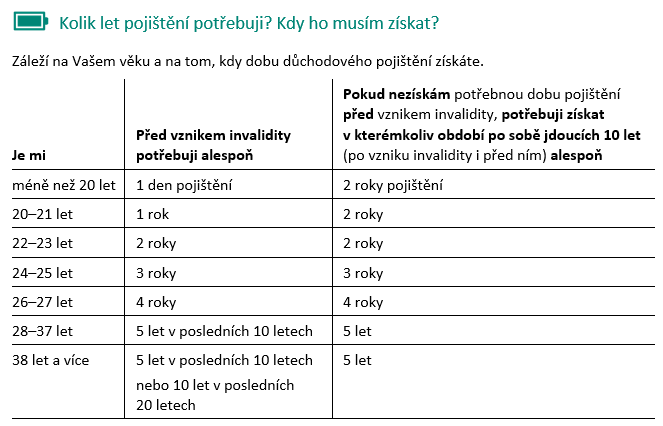 Kolik let pojištění potřebuji? Kdy ho musím získat?
Záleží na Vašem věku a na tom, kdy dobu důchodového pojištění získáte.
Je mi
Před vznikem invalidity
potřebuji alespoň
Pokud nezískám potřebnou dobu pojištění
před vznikem invalidity, potřebuji získat
v kterémkoliv období po sobě jdoucích 10 let
(po vzniku invalidity i před ním) alespoň
méně než 20 let 1 den pojištění 2 roky pojištění
20–21 let 1 rok 2 roky
22–23 let 2 roky 2 roky
24–25 let 3 roky 3 roky
26–27 let 4 roky 4 roky
28–37 let 5 let v posledních 10 letech 5 let
38 let a více 5 let v posledních 10 letech 5 let
nebo 10 let v posledních
20 letech